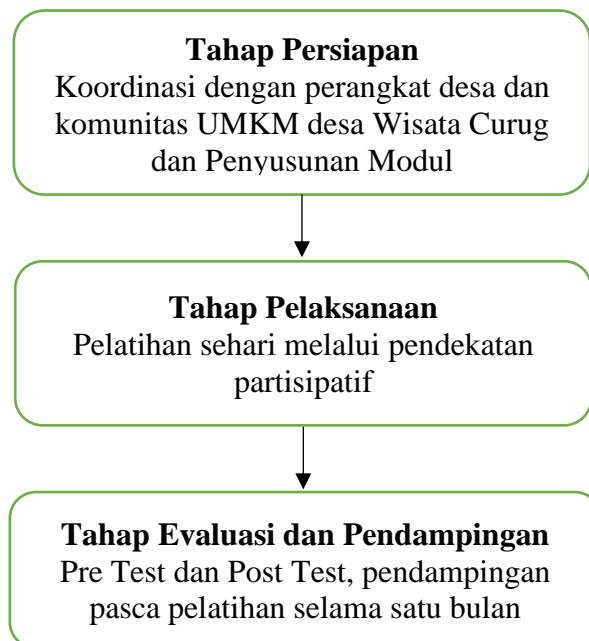 Tahap Persiapan
Koordinasi dengan perangkat desa dan
komunitas UMKM desa Wisata Curug
dan Penyusunan Modul
Tahap Pelaksanaan
Pelatihan sehari melalui pendekatan
partisipatif
Tahap Evaluasi dan Pendampingan
Pre Test dan Post Test, pendampingan
pasca pelatihan selama satu bulan